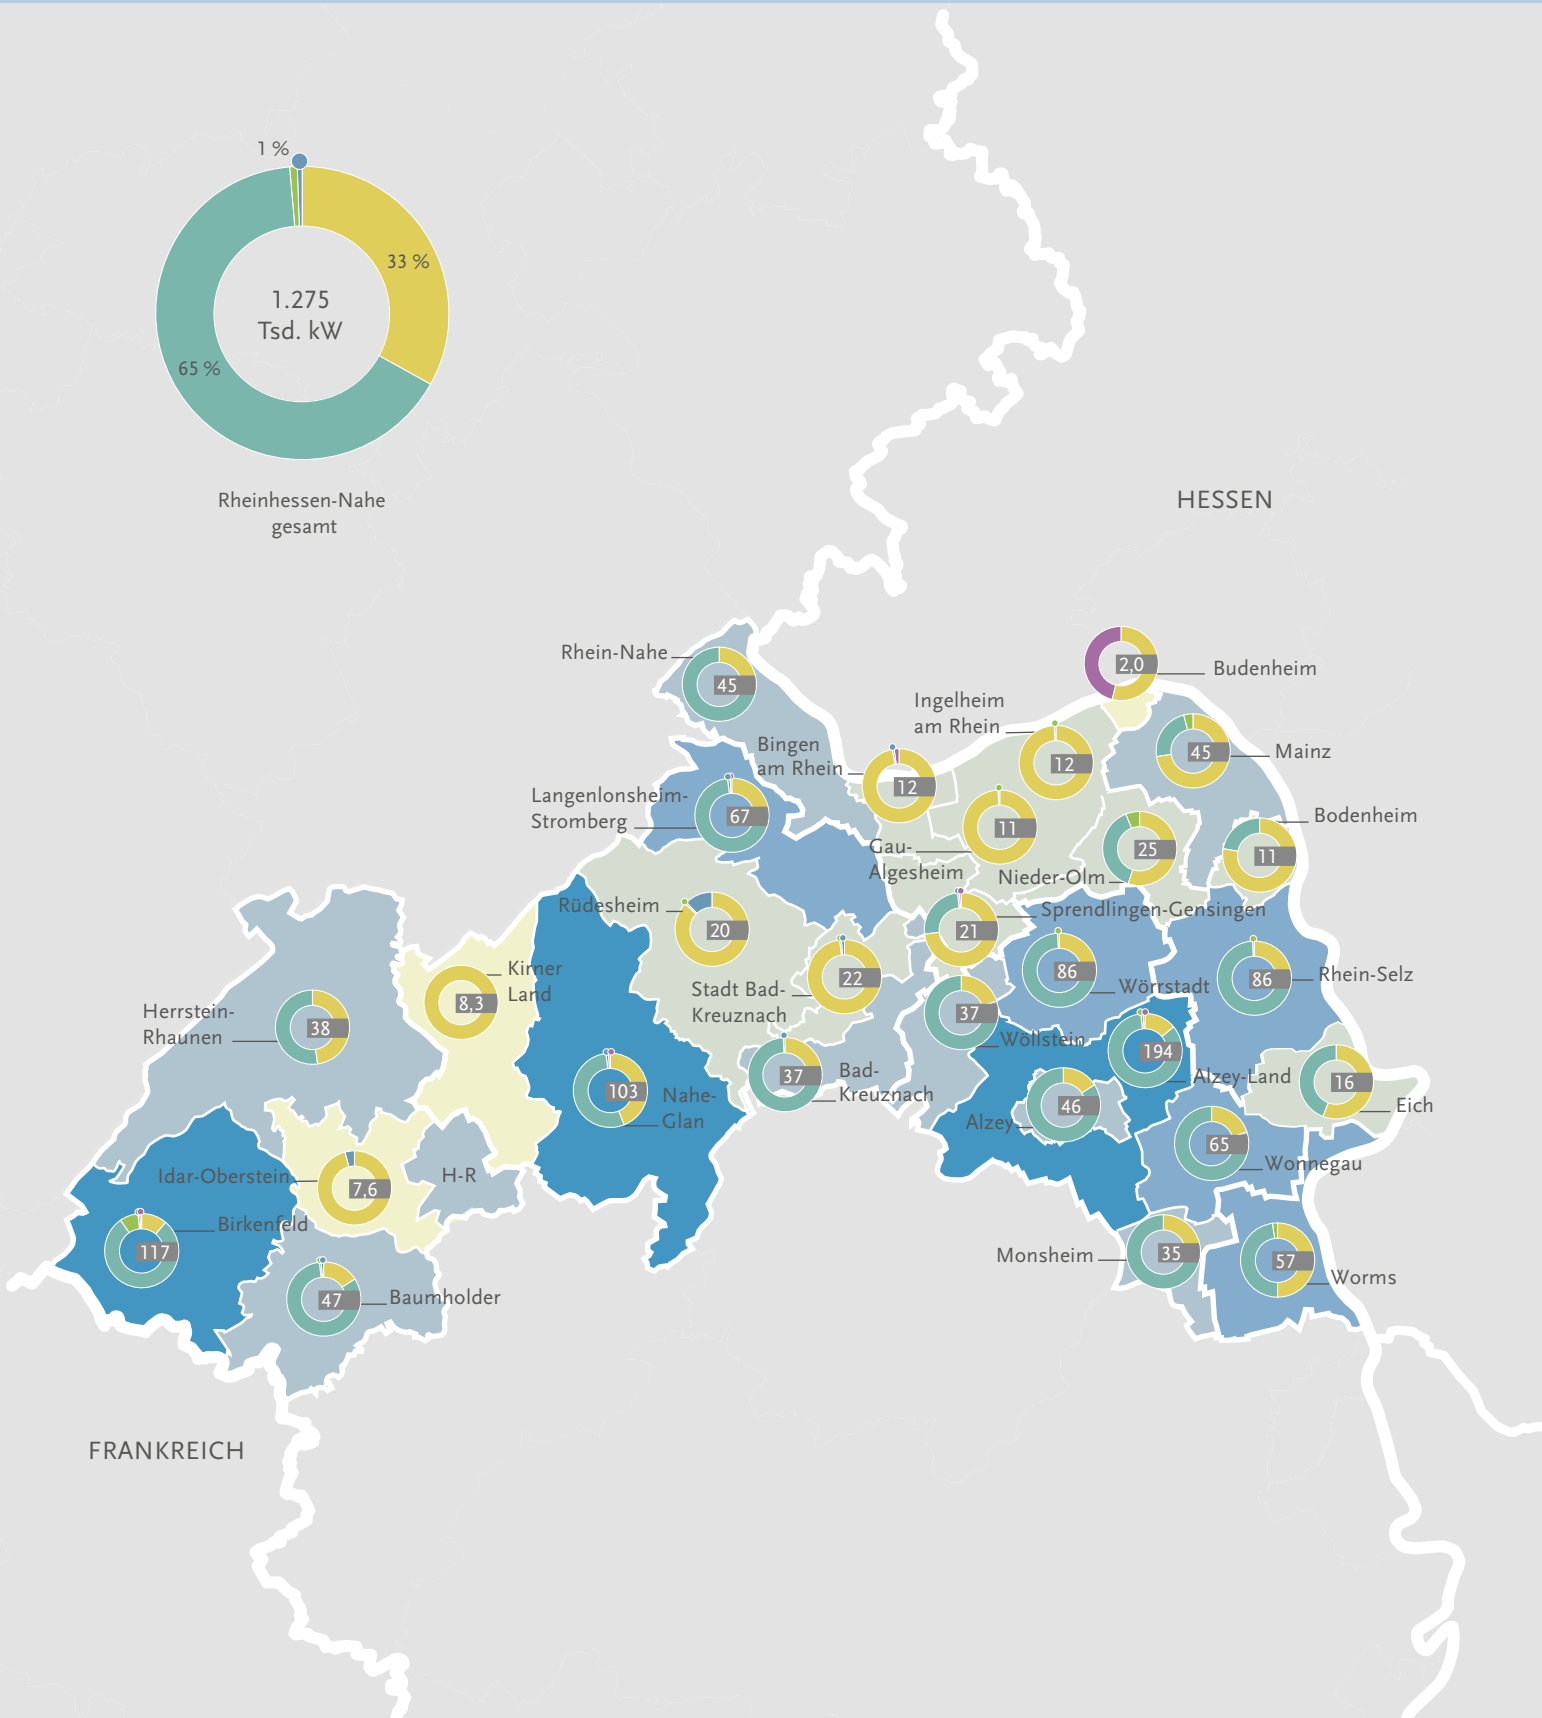 1 %
33 %
1.275
Tsd. kW
65 %
Rheinhessen-Nahe
gesamt
HESSEN
Rhein-Nahe
45
2,0
Budenheim
Ingelheim
am Rhein
12
45
Mainz
Bingen
am Rhein
12
Langenlonsheim-
Stromberg
67
11
Gau-
Algesheim
25
Nieder-Olm
Bodenheim
11
Rüdesheim
20
21
Sprendlingen-Gensingen
Kirner
Land
8,3
Stadt Bad-
Kreuznach
22
86
Wörrstadt
86
Rhein-Selz
Herrstein-
Rhaunen
38
37
Wöllstein
194
Alzey-Land
103
Nahe-
Glan
37
Bad-
Kreuznach
46
Alzey
16
Eich
65
Wonnegau
H-R
Idar-Oberstein
7,6
Birkenfeld
117
Monsheim
35
57
Worms
47
Baumholder
FRANKREICH